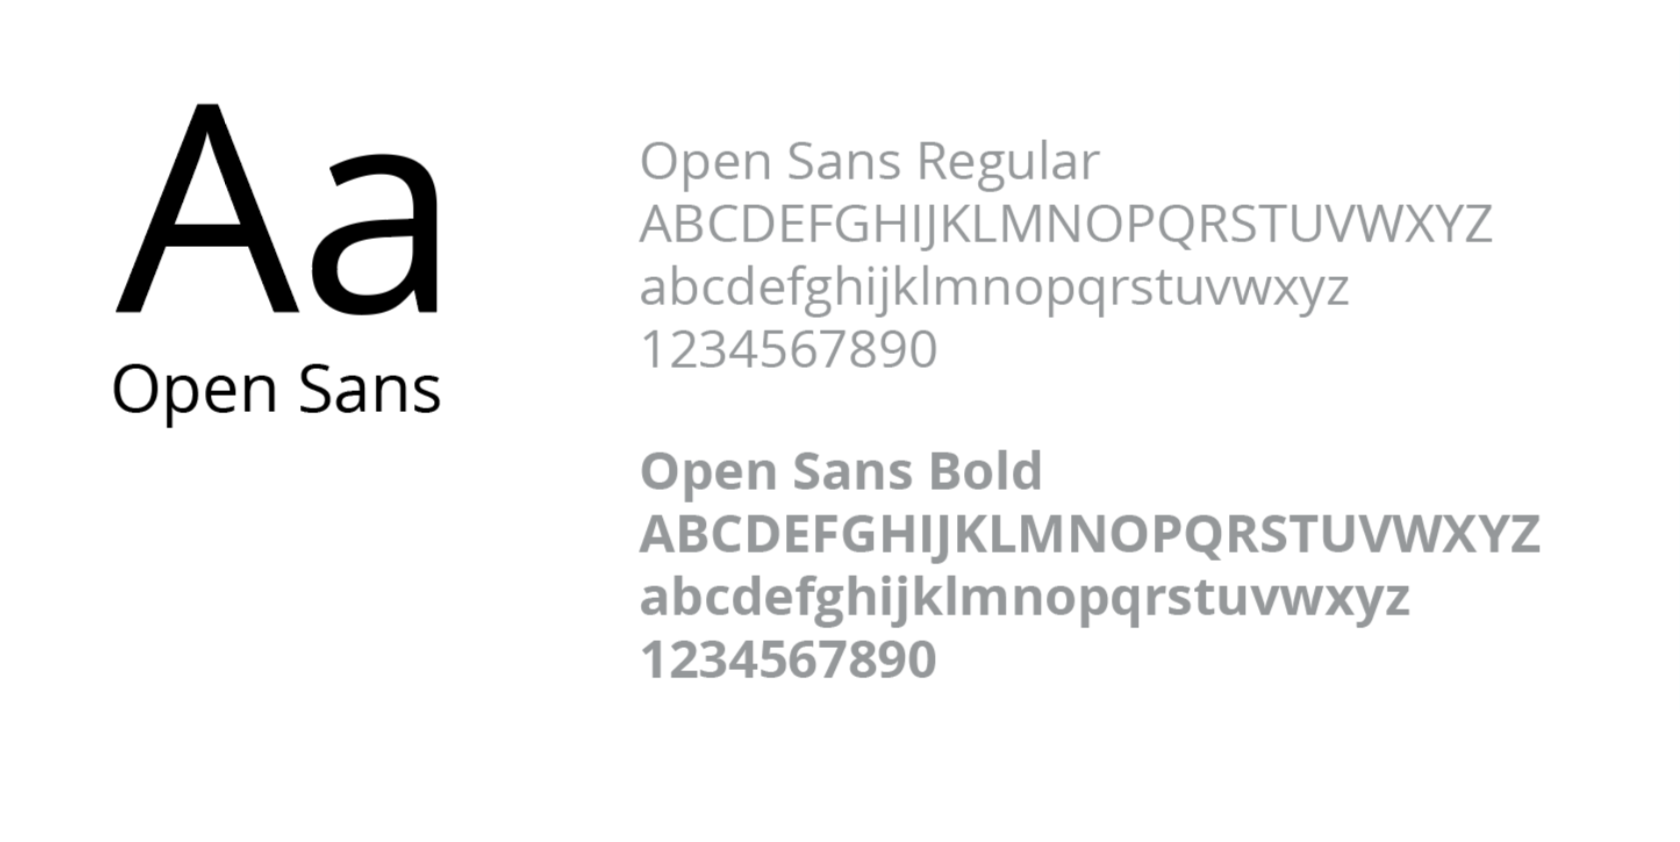 Aa
Open Sans
Open Sans Regular
ABCDEFGHIJKLMNOPQRSTUVWXYZ
abcdefghijklmnopqrstuvwxyz
1234567890
Open Sans Bold
ABCDEFGHIJKLMNOPQRSTUVWXYZ
abcdefghijklmnopqrstuvwxyz
1234567890